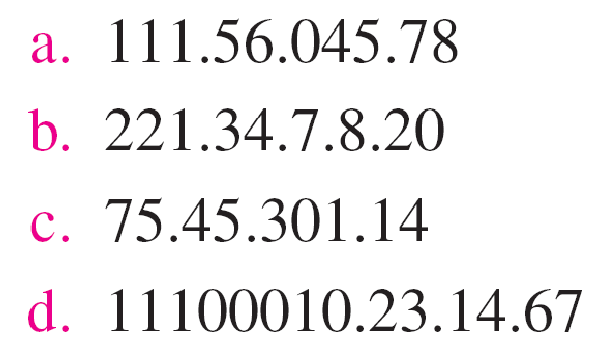 a. 111.56.045.78
b. 221.34.7.8.20
c. 75.45.301.14
d. 11100010.23.14.67